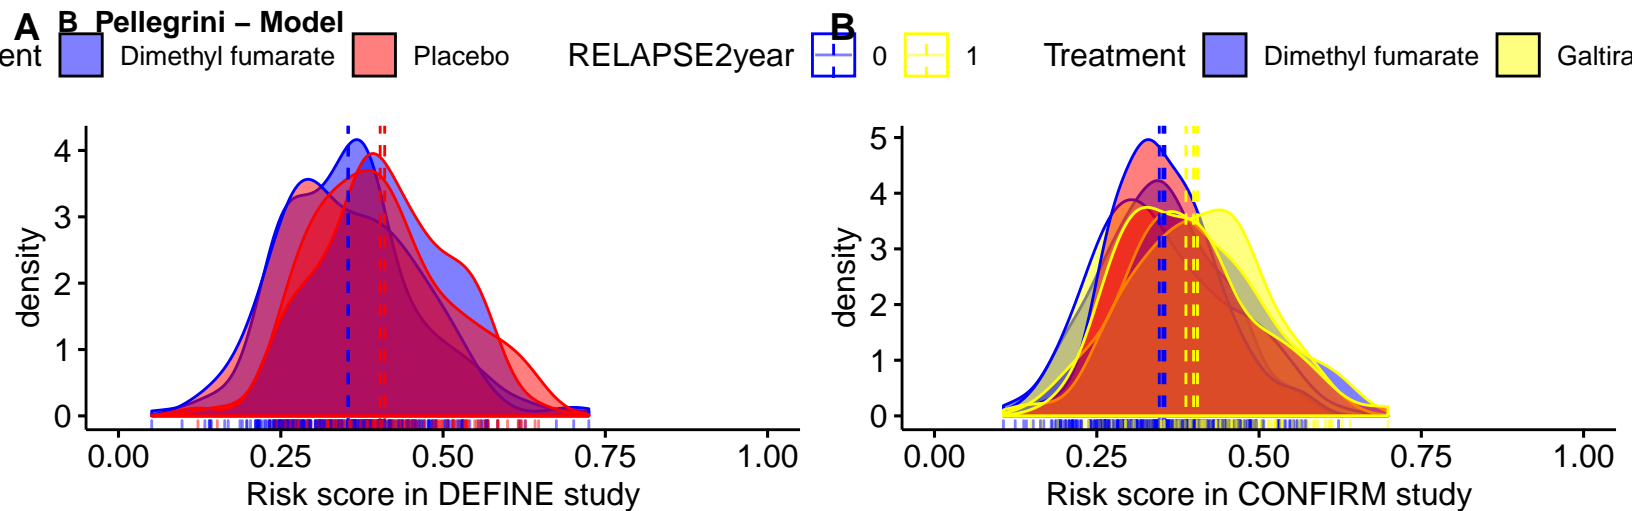 A B Pellegrini – Model B
ent Dimethyl fumarate Placebo RELAPSE2year 0 1 Treatment Dimethyl fumarate Galtira
density
4
3
2
1
0
0.00 0.25 0.50 0.75 1.00
Risk score in DEFINE study
density
5
4
3
2
1
0
0.00 0.25 0.50 0.75 1.00
Risk score in CONFIRM study